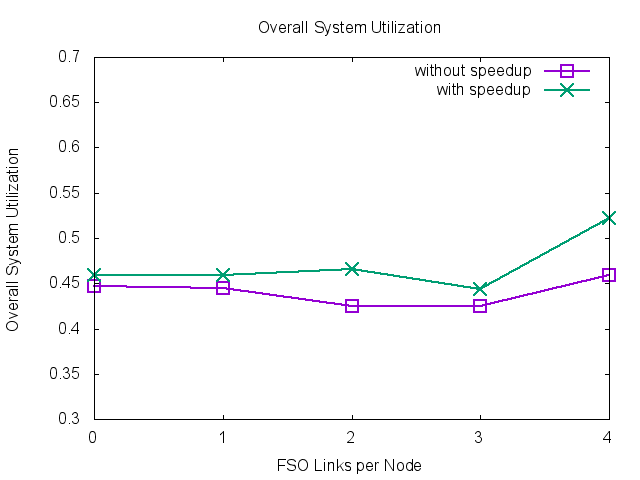 Overall System Utilization
0.7
0.65
0.6
0.55
0.5
0.45
0.4
0.35
0.3
Overall System Utilization
without speedup
with speedup
0 1 2 3 4
FSO Links per Node